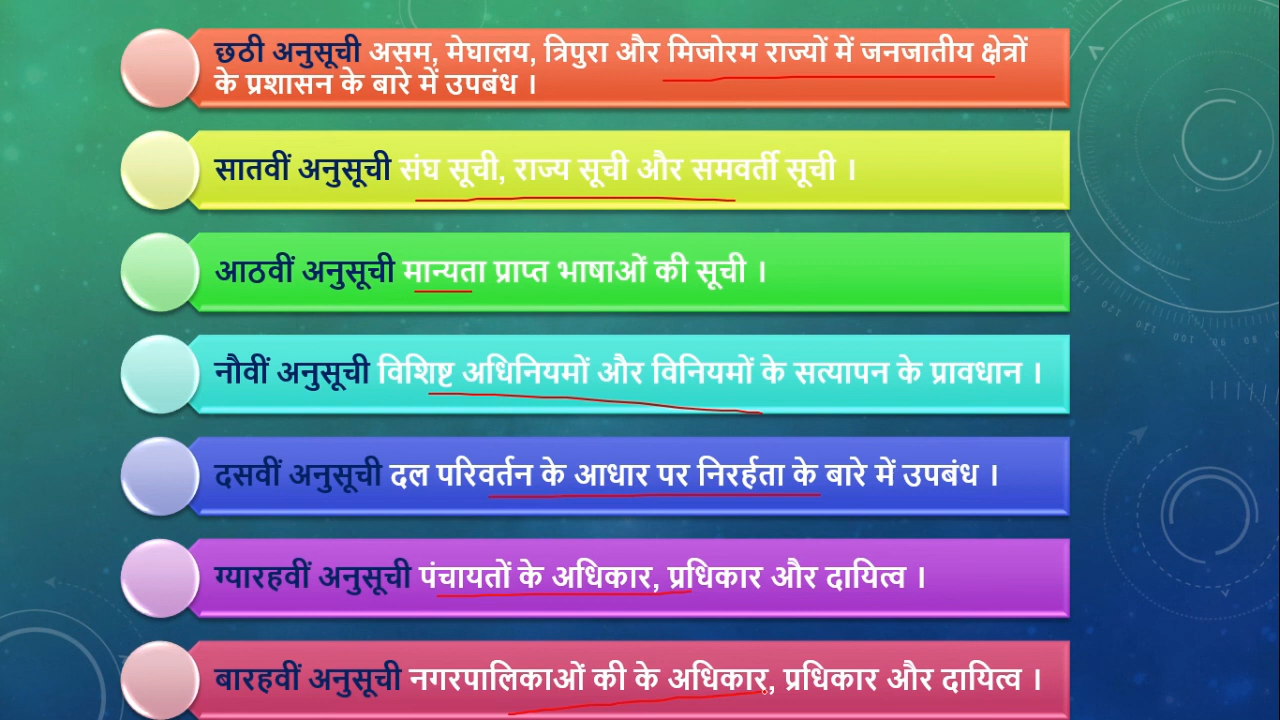 छठी अनुसूची असम, मेघालय, त्रिपुरा और मिजोरम राज्यों में जनजातीय क्षेत्रों
के प्रशासन के बारे में उपबंध ।
सातवीं अनुसूची संघ सूची, राज्य सूची और समवर्ती सूची ।
आठवीं अनुसूची मान्यता प्राप्त भाषाओं की सूची ।
नौवीं अनुसूची विशिष्ट अधिनियमों और विनियमों के सत्यापन के प्रावधान ।
दसवीं अनुसूची दल परिवर्तन के आधार पर निरर्हता के बारे में उपबंध ।
ग्यारहवीं अनुसूची पंचायतों के अधिकार, प्रधिकार और दायित्व ।
बारहवीं अनुसूची नगरपालिकाओं की के अधिकार, प्रधिकार और दायित्व ।